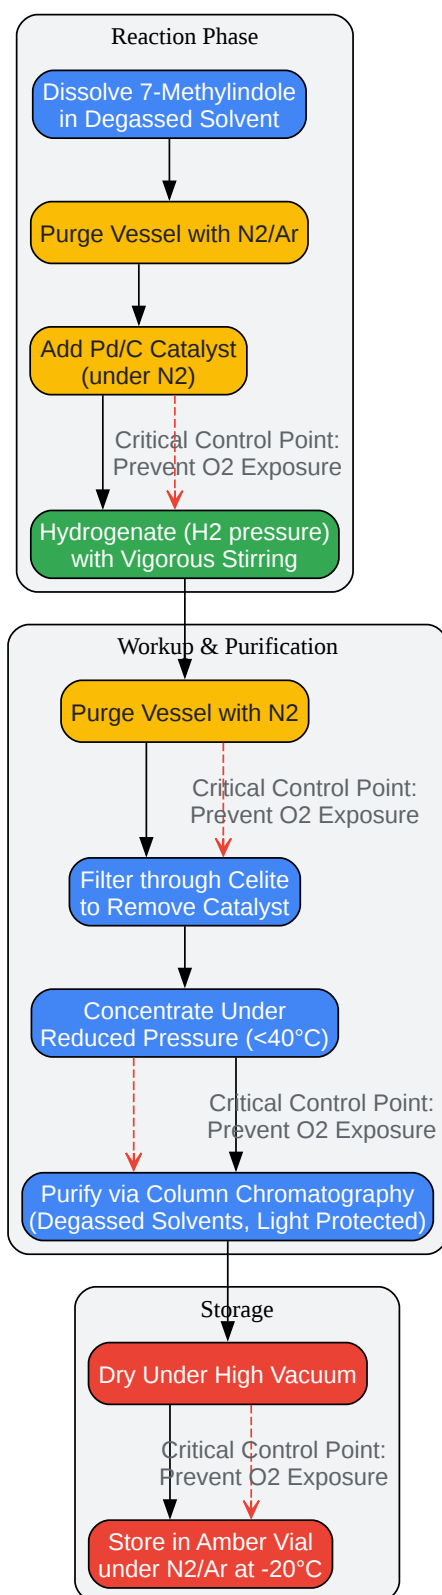 Reaction Phase
Dissolve 7-Methylindole
in Degassed Solvent
Purge Vessel with N2/Ar
Add Pd/C Catalyst
(under N2)
Critical Control Point:
Prevent O2 Exposure
Hydrogenate (H2 pressure)
with Vigorous Stirring
Workup & Purification
Purge Vessel with N2
Critical Control Point:
Prevent O2 Exposure
Filter through Celite
to Remove Catalyst
Concentrate Under
Reduced Pressure (<40°C)
Critical Control Point:
Prevent O2 Exposure
Purify via Column Chromatography
(Degassed Solvents, Light Protected)
Storage
Dry Under High Vacuum
Critical Control Point:
Prevent O2 Exposure
Store in Amber Vial
under N2/Ar at -20°C